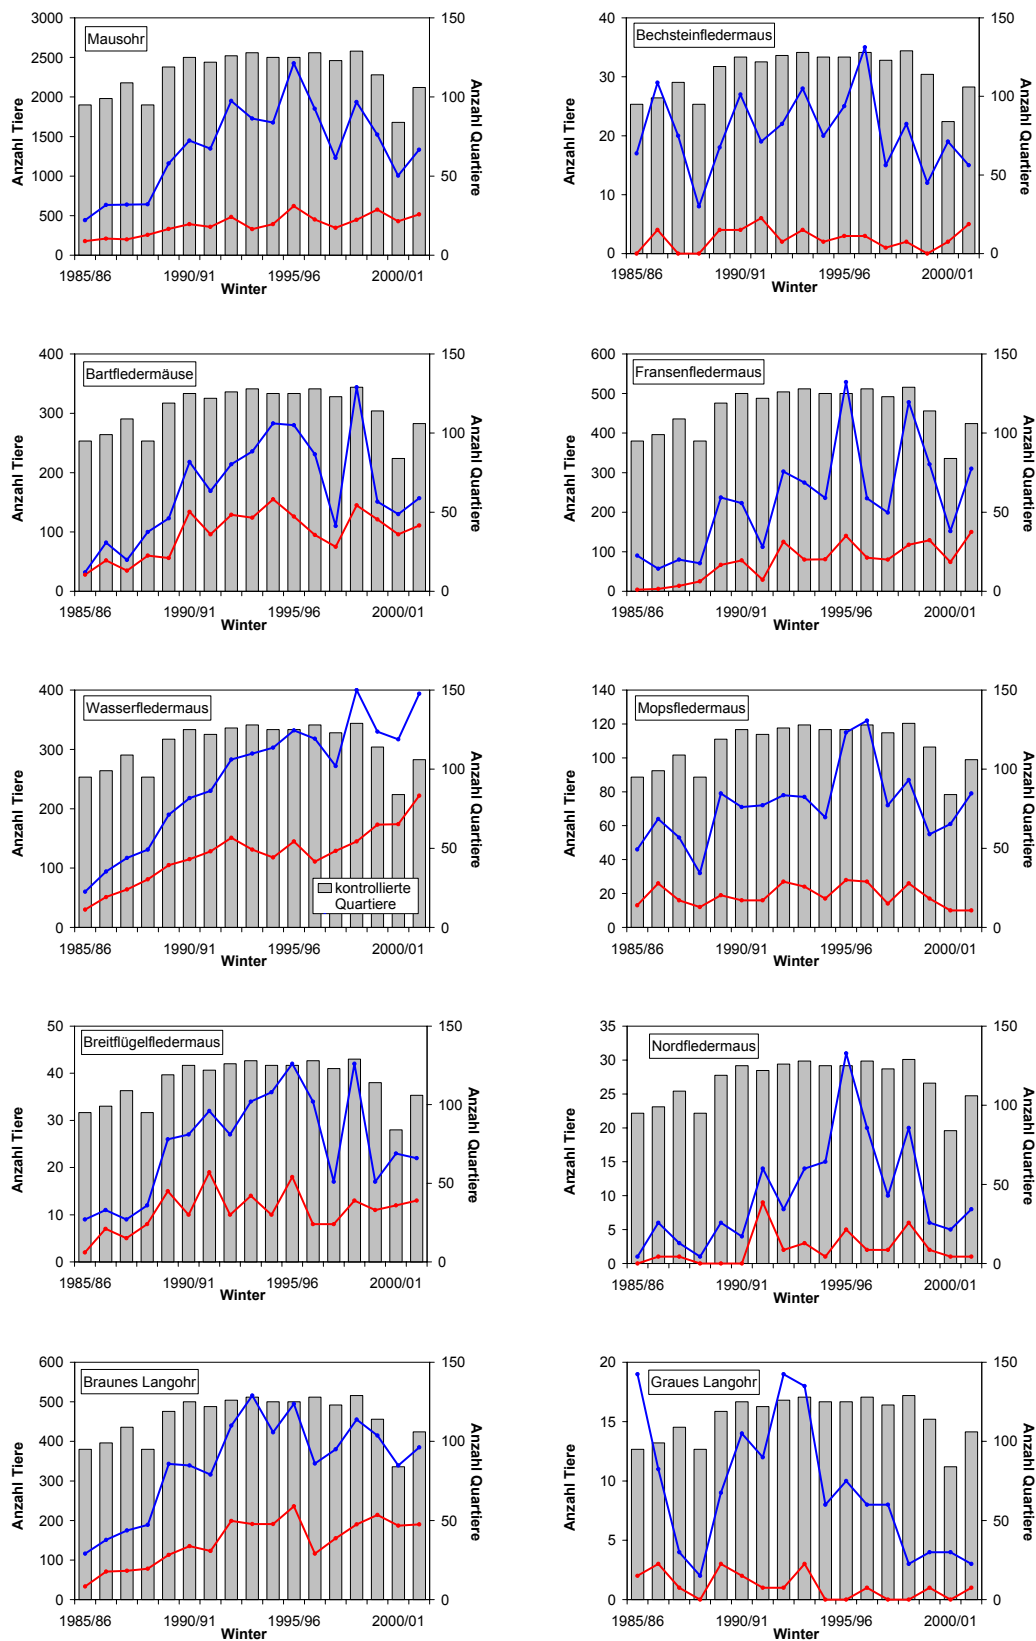 Mausohr
Anzahl Tiere
3000
2500
2000
1500
1000
500
0
150
100
50
0
Anzahl Quartiere
1985/86 1990/91 1995/96 2000/01
Winter
Bechsteinfledermaus
Anzahl Tiere
40
30
20
10
0
150
100
50
0
Anzahl Quartiere
1985/86 1990/91 1995/96 2000/01
Winter
Bartfledermäuse
Anzahl Tiere
400
300
200
100
0
150
100
50
0
Anzahl Quartiere
1985/86 1990/91 1995/96 2000/01
Winter
Fransenfledermaus
Anzahl Tiere
600
500
400
300
200
100
0
150
100
50
0
Anzahl Quartiere
1985/86 1990/91 1995/96 2000/01
Winter
Wasserfledermaus
Anzahl Tiere
400
300
200
100
0
150
100
50
0
Anzahl Quartiere
kontrollierte
Quartiere
1985/86 1990/91 1995/96 2000/01
Winter
Mopsfledermaus
Anzahl Tiere
140
120
100
80
60
40
20
0
150
100
50
0
Anzahl Quartiere
1985/86 1990/91 1995/96 2000/01
Winter
Breitflügelfledermaus
Anzahl Tiere
50
40
30
20
10
0
150
100
50
0
Anzahl Quartiere
1985/86 1990/91 1995/96 2000/01
Winter
Nordfledermaus
Anzahl Tiere
35
30
25
20
15
10
5
0
150
100
50
0
Anzahl Quartiere
1985/86 1990/91 1995/96 2000/01
Winter
Braunes Langohr
Anzahl Tiere
600
500
400
300
200
100
0
150
100
50
0
Anzahl Quartiere
1985/86 1990/91 1995/96 2000/01
Winter
Graues Langohr
Anzahl Tiere
20
15
10
5
0
150
100
50
0
Anzahl Quartiere
1985/86 1990/91 1995/96 2000/01
Winter